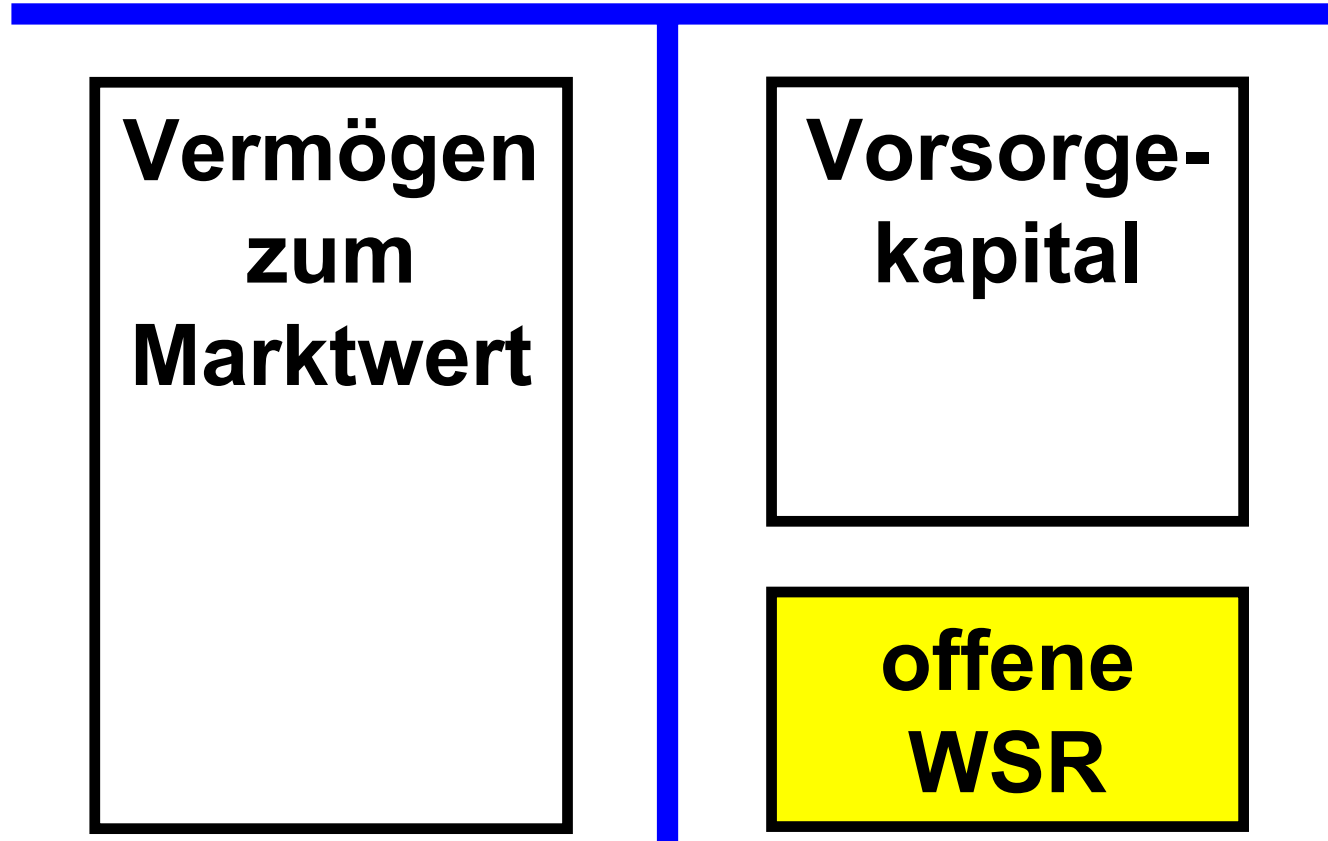 Vermögen
zum
Marktwert
Vorsorge-
kapital
offene
WSR